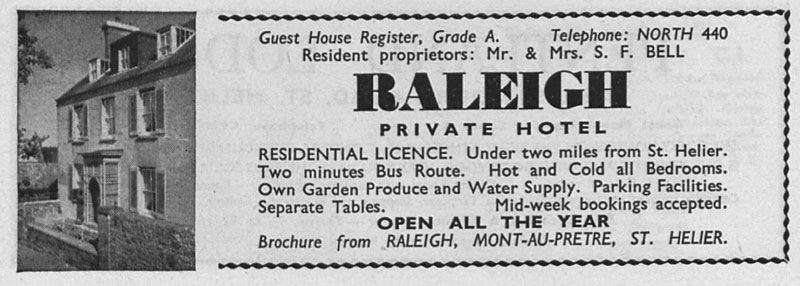 Guest House Register, Grade A. Telephone: NORTH 440
Resident proprietors: Mr. & Mrs. S. F. BELL
RALEIGH
PRIVATE HOTEL
RESIDENTIAL LICENCE. Under two miles from St. Helier.
Two minutes Bus Route. Hot and Cold all Bedrooms.
Own Garden Produce and Water Supply. Parking Facilities.
Separate Tables. Mid-week bookings accepted.
OPEN ALL THE YEAR
Brochure from RALEIGH, MONT-AU-PRETRE, ST. HELIER.